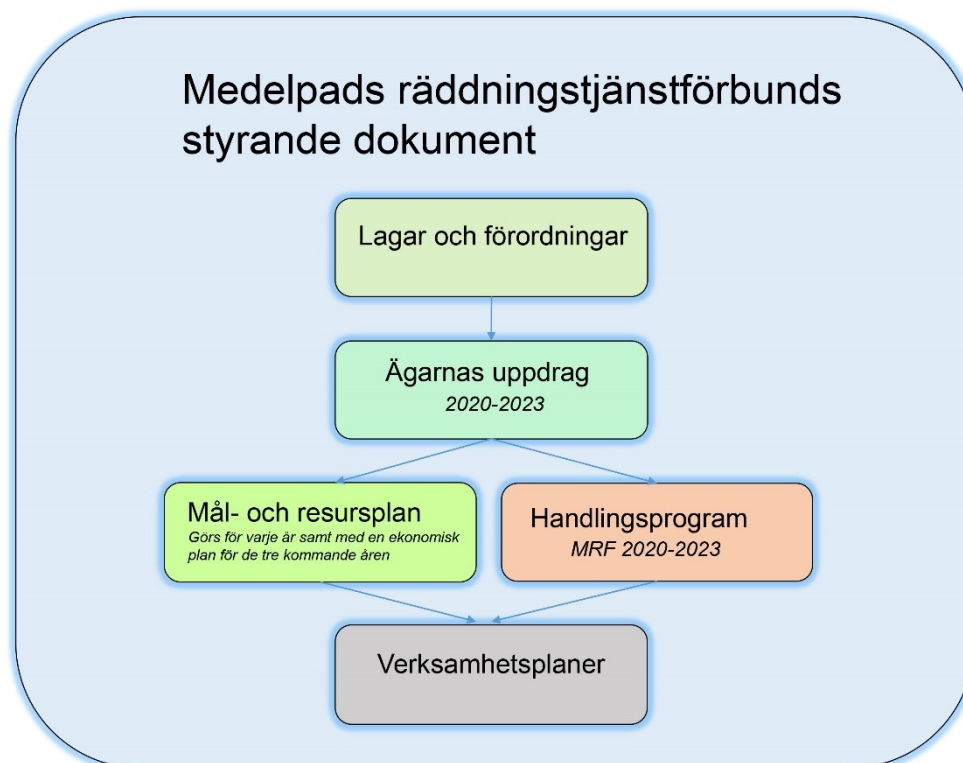 Medelpads räddningstjänstförbunds
styrande dokument
Lagar och förordningar
Ägarnas uppdrag
2020-2023
Mål- och resursplan
Görs för varje år samt med en ekonomisk
plan för de tre kommande åren
Handlingsprogram
MRF 2020-2023
Verksamhetsplaner